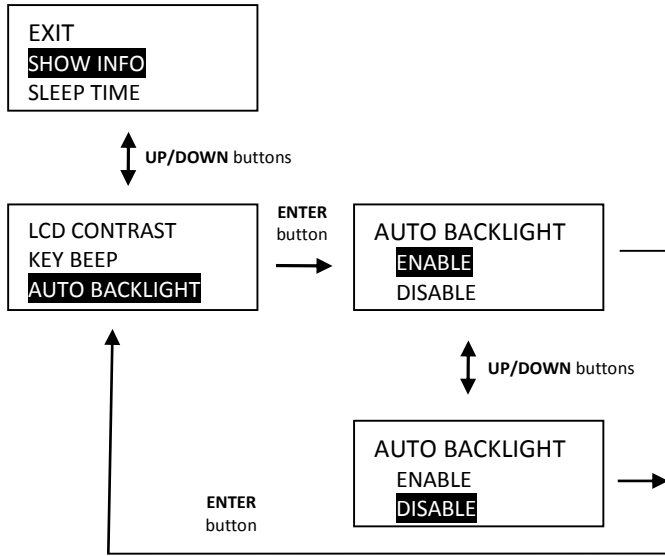 EXIT
SHOW INFO
SLEEP TIME
UP/DOWN buttons
LCD CONTRAST
KEY BEEP
AUTO BACKLIGHT
ENTER
button
AUTO BACKLIGHT
ENABLE
DISABLE
UP/DOWN buttons
AUTO BACKLIGHT
ENABLE
DISABLE
ENTER
button